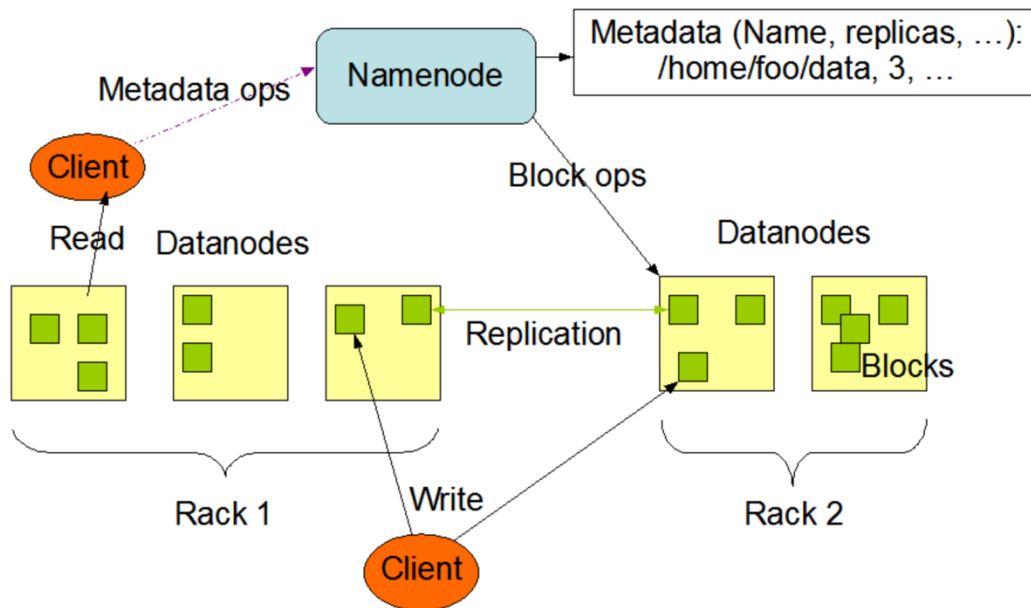 Metadata (Name, replicas, …):
/home/foo/data, 3, …
Namenode
Metadata ops
Client
Block ops
Read
Datanodes
Datanodes
Replication
Blocks
Rack 1
Write
Rack 2
Client